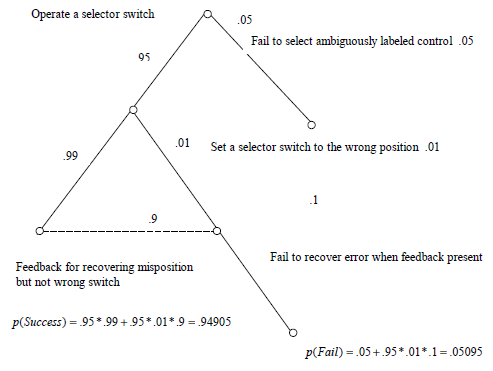 Operate a selector switch
.05
Fail to select ambiguously labeled control .05
95
.01
Set a selector switch to the wrong position .01
.99
.1
.9
Fail to recover error when feedback present
Feedback for recovering misposition
but not wrong switch
p(Success) = .95*.99 + .95*.01*.9 = .94905
p(Fail) = .05 + .95*.01*.1 = .05095